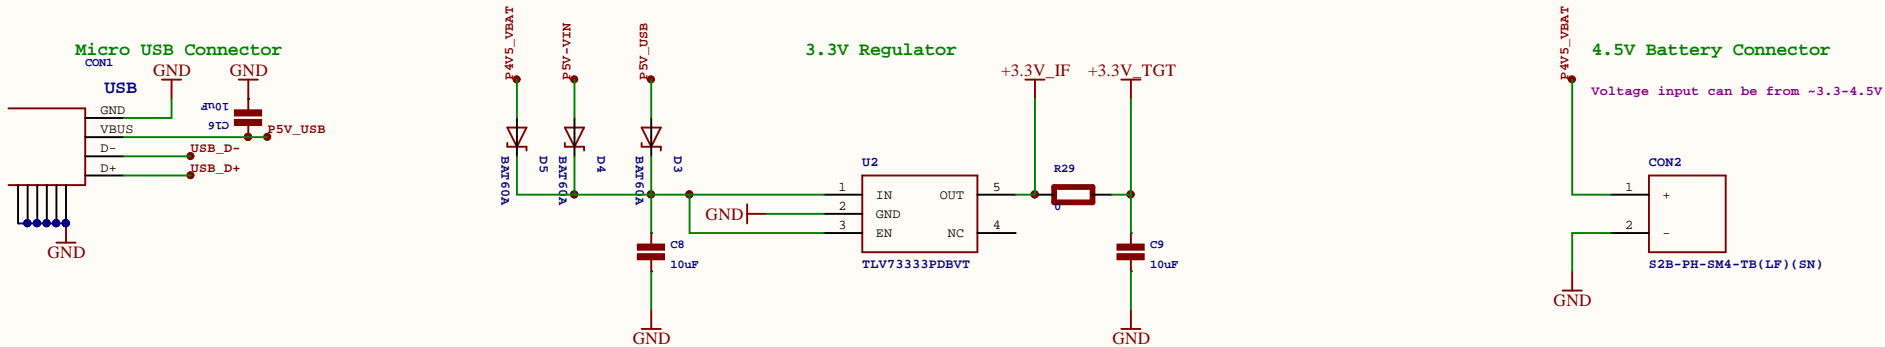 Micro USB Connector
CON1
GND
GND
USB
GND
VBUS
D-
D+
10uF
C16
P5V_USB
USB_D-
USB_D+
GND
P4V5_VBAT
P5V-VIN
P5V_USB
3.3V Regulator
+3.3V_IF
+3.3V_TGT
D5
BAT60A
D4
BAT60A
D3
BAT60A
U2
1
IN
2
GND
3
EN
OUT
5
NC
4
TLV73333PDBVT
GND
R29
0
C8
10uF
GND
C9
10uF
GND
P4V5_VBAT
4.5V Battery Connector
Voltage input can be from ~3.3-4.5V
CON2
1
+
2
-
S2B-PH-SM4-TB(LF)(SN)
GND